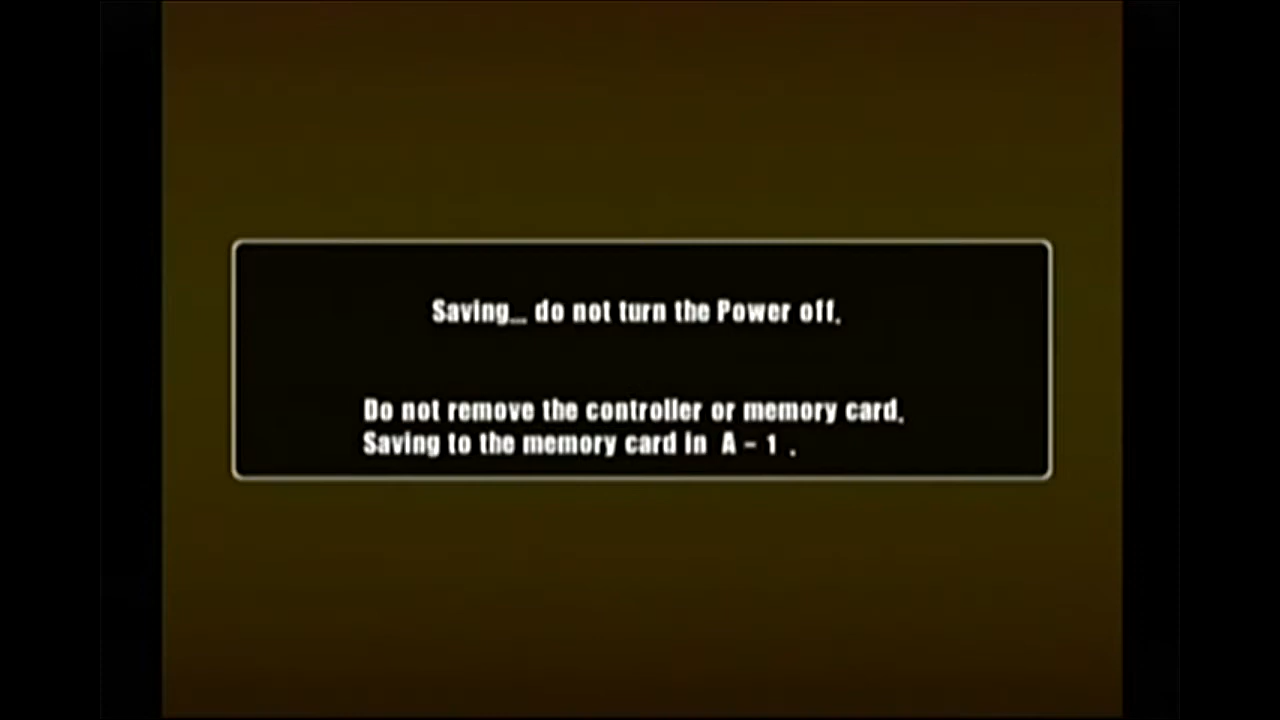 Saving... do not turn the Power off.
Do not remove the controller or memory card.
Saving to the memory card in A - 1 .